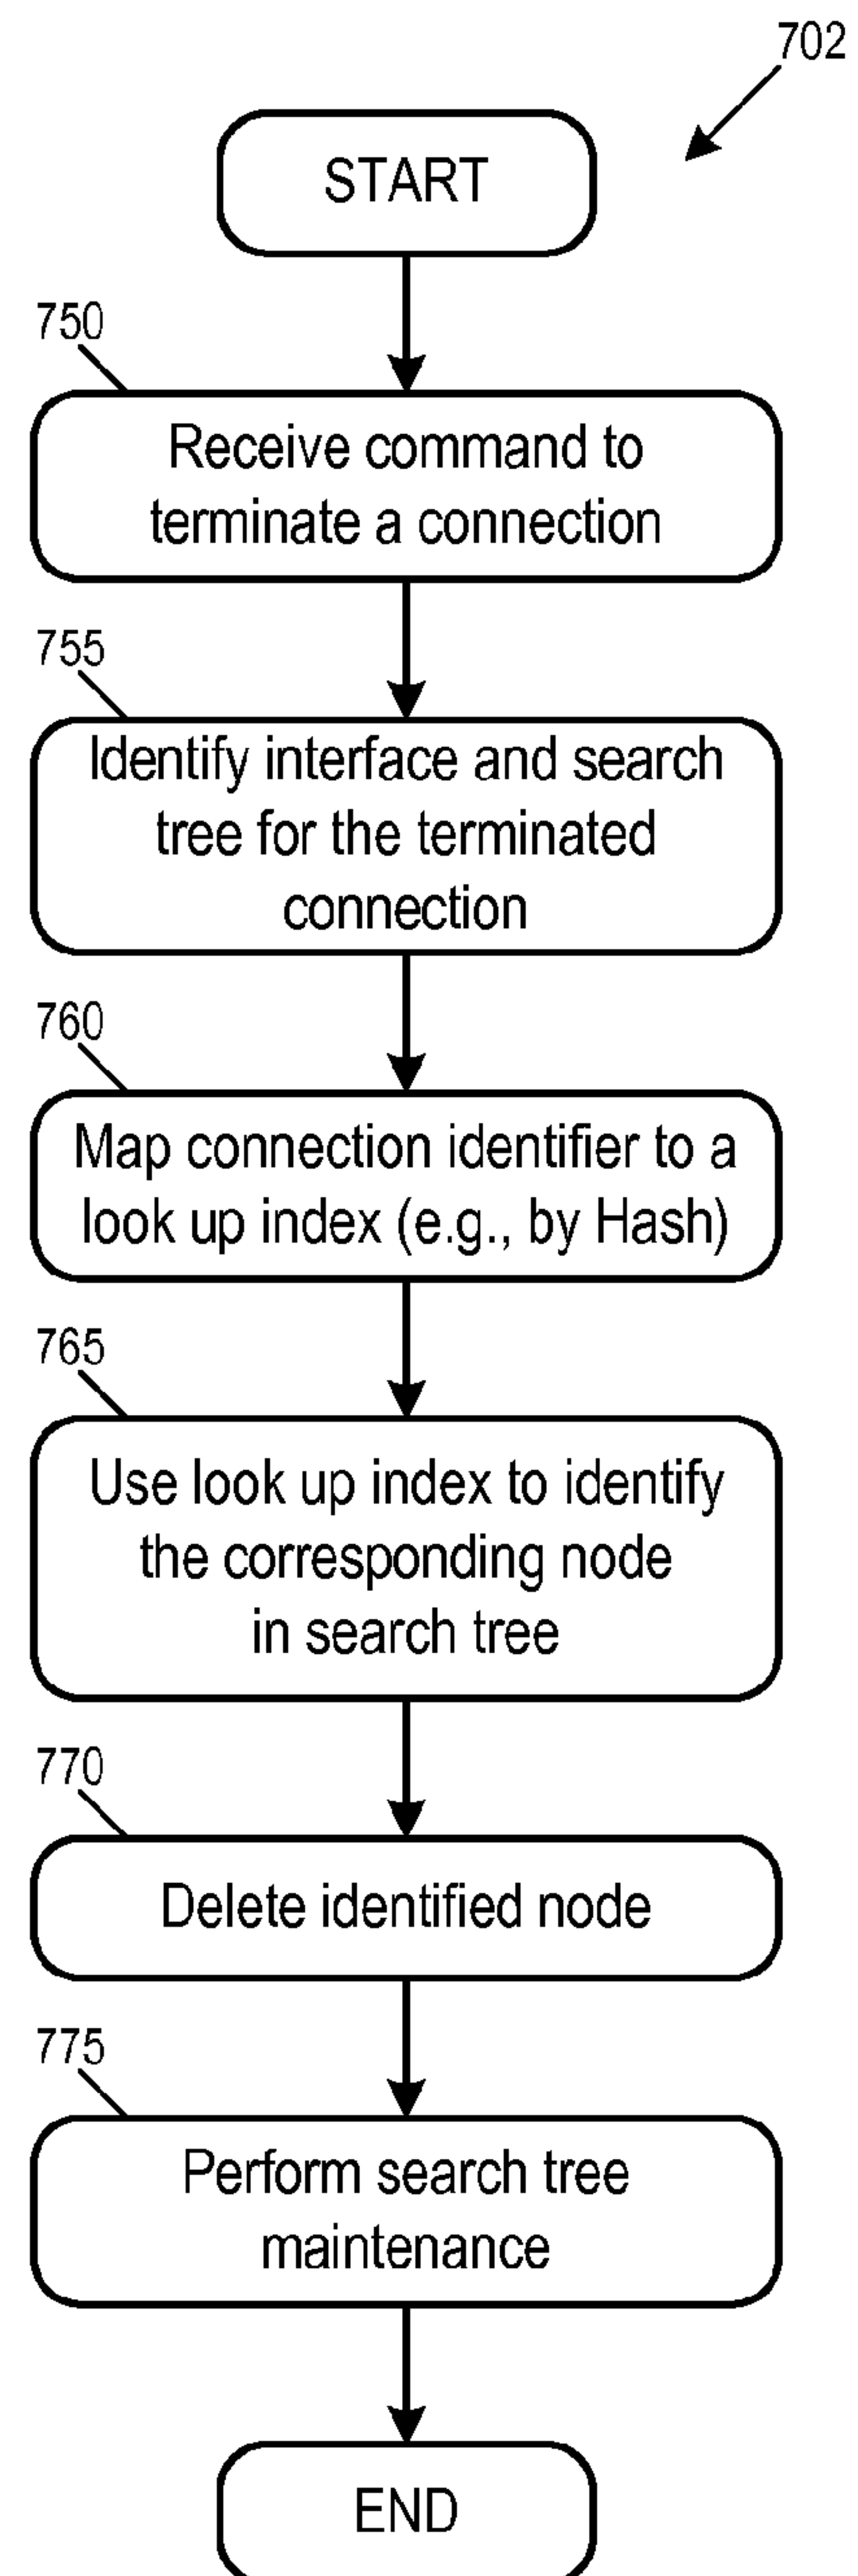 702
START
750
Receive command to
terminate a connection
755
Identify interface and search
tree for the terminated
connection
760
Map connection identifier to a
look up index (e.g., by Hash)
765
Use look up index to identify
the corresponding node
in search tree
770
Delete identified node
775
Perform search tree
maintenance
END